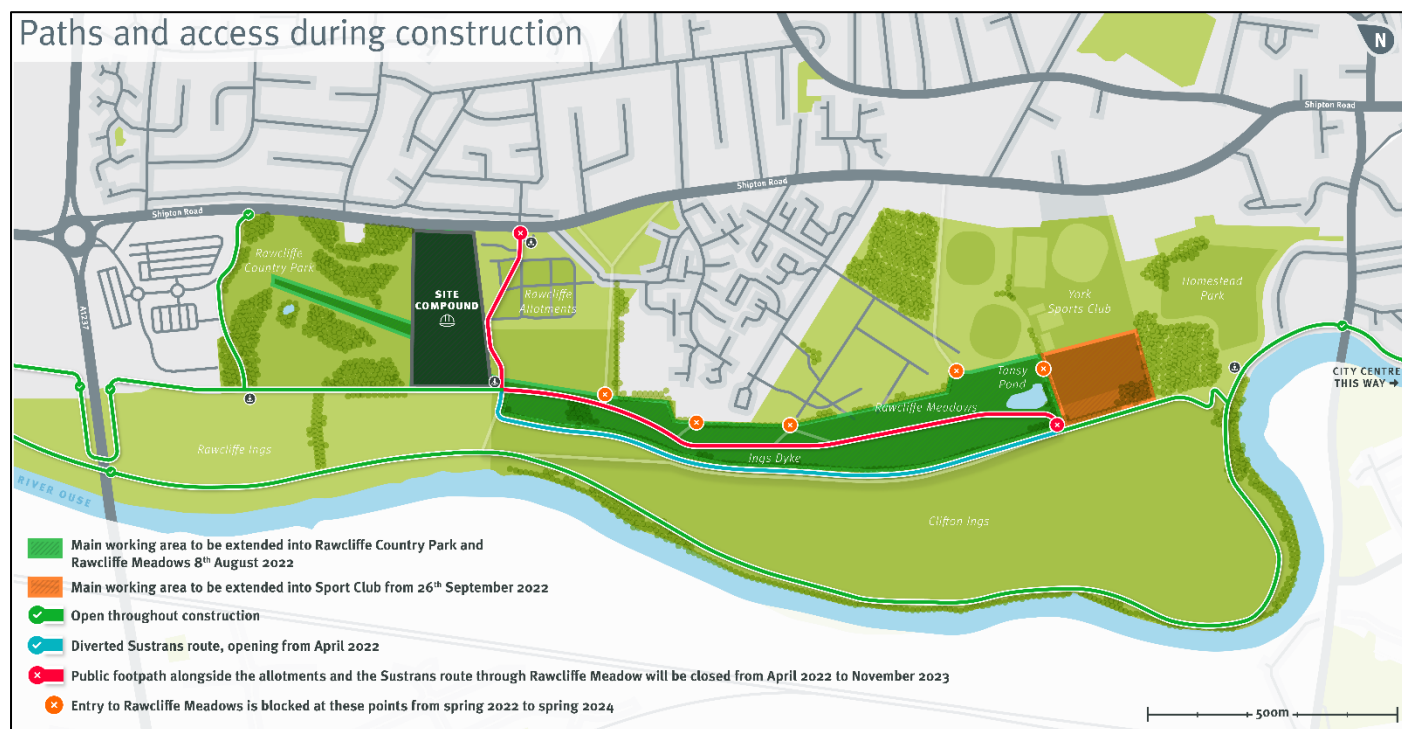 Paths and access during construction
N
Shipton Road
Shipton Road
Shipton Road
A1237
Rawcliffe
Country Park
SITE
COMPOUND
Rawcliffe
Allotments
York
Sports Club
Homestead
Park
Tansy
Pond
CITY CENTRE
THIS WAY →
Rawcliffe Meadows
Ings Dyke
Rawcliffe Ings
RIVER OUSE
Clifton Ings
Main working area to be extended into Rawcliffe Country Park and
Rawcliffe Meadows 8th August 2022
Main working area to be extended into Sport Club from 26th September 2022
Open throughout construction
Diverted Sustrans route, opening from April 2022
Public footpath alongside the allotments and the Sustrans route through Rawcliffe Meadow will be closed from April 2022 to November 2023
Entry to Rawcliffe Meadows is blocked at these points from spring 2022 to spring 2024
500m